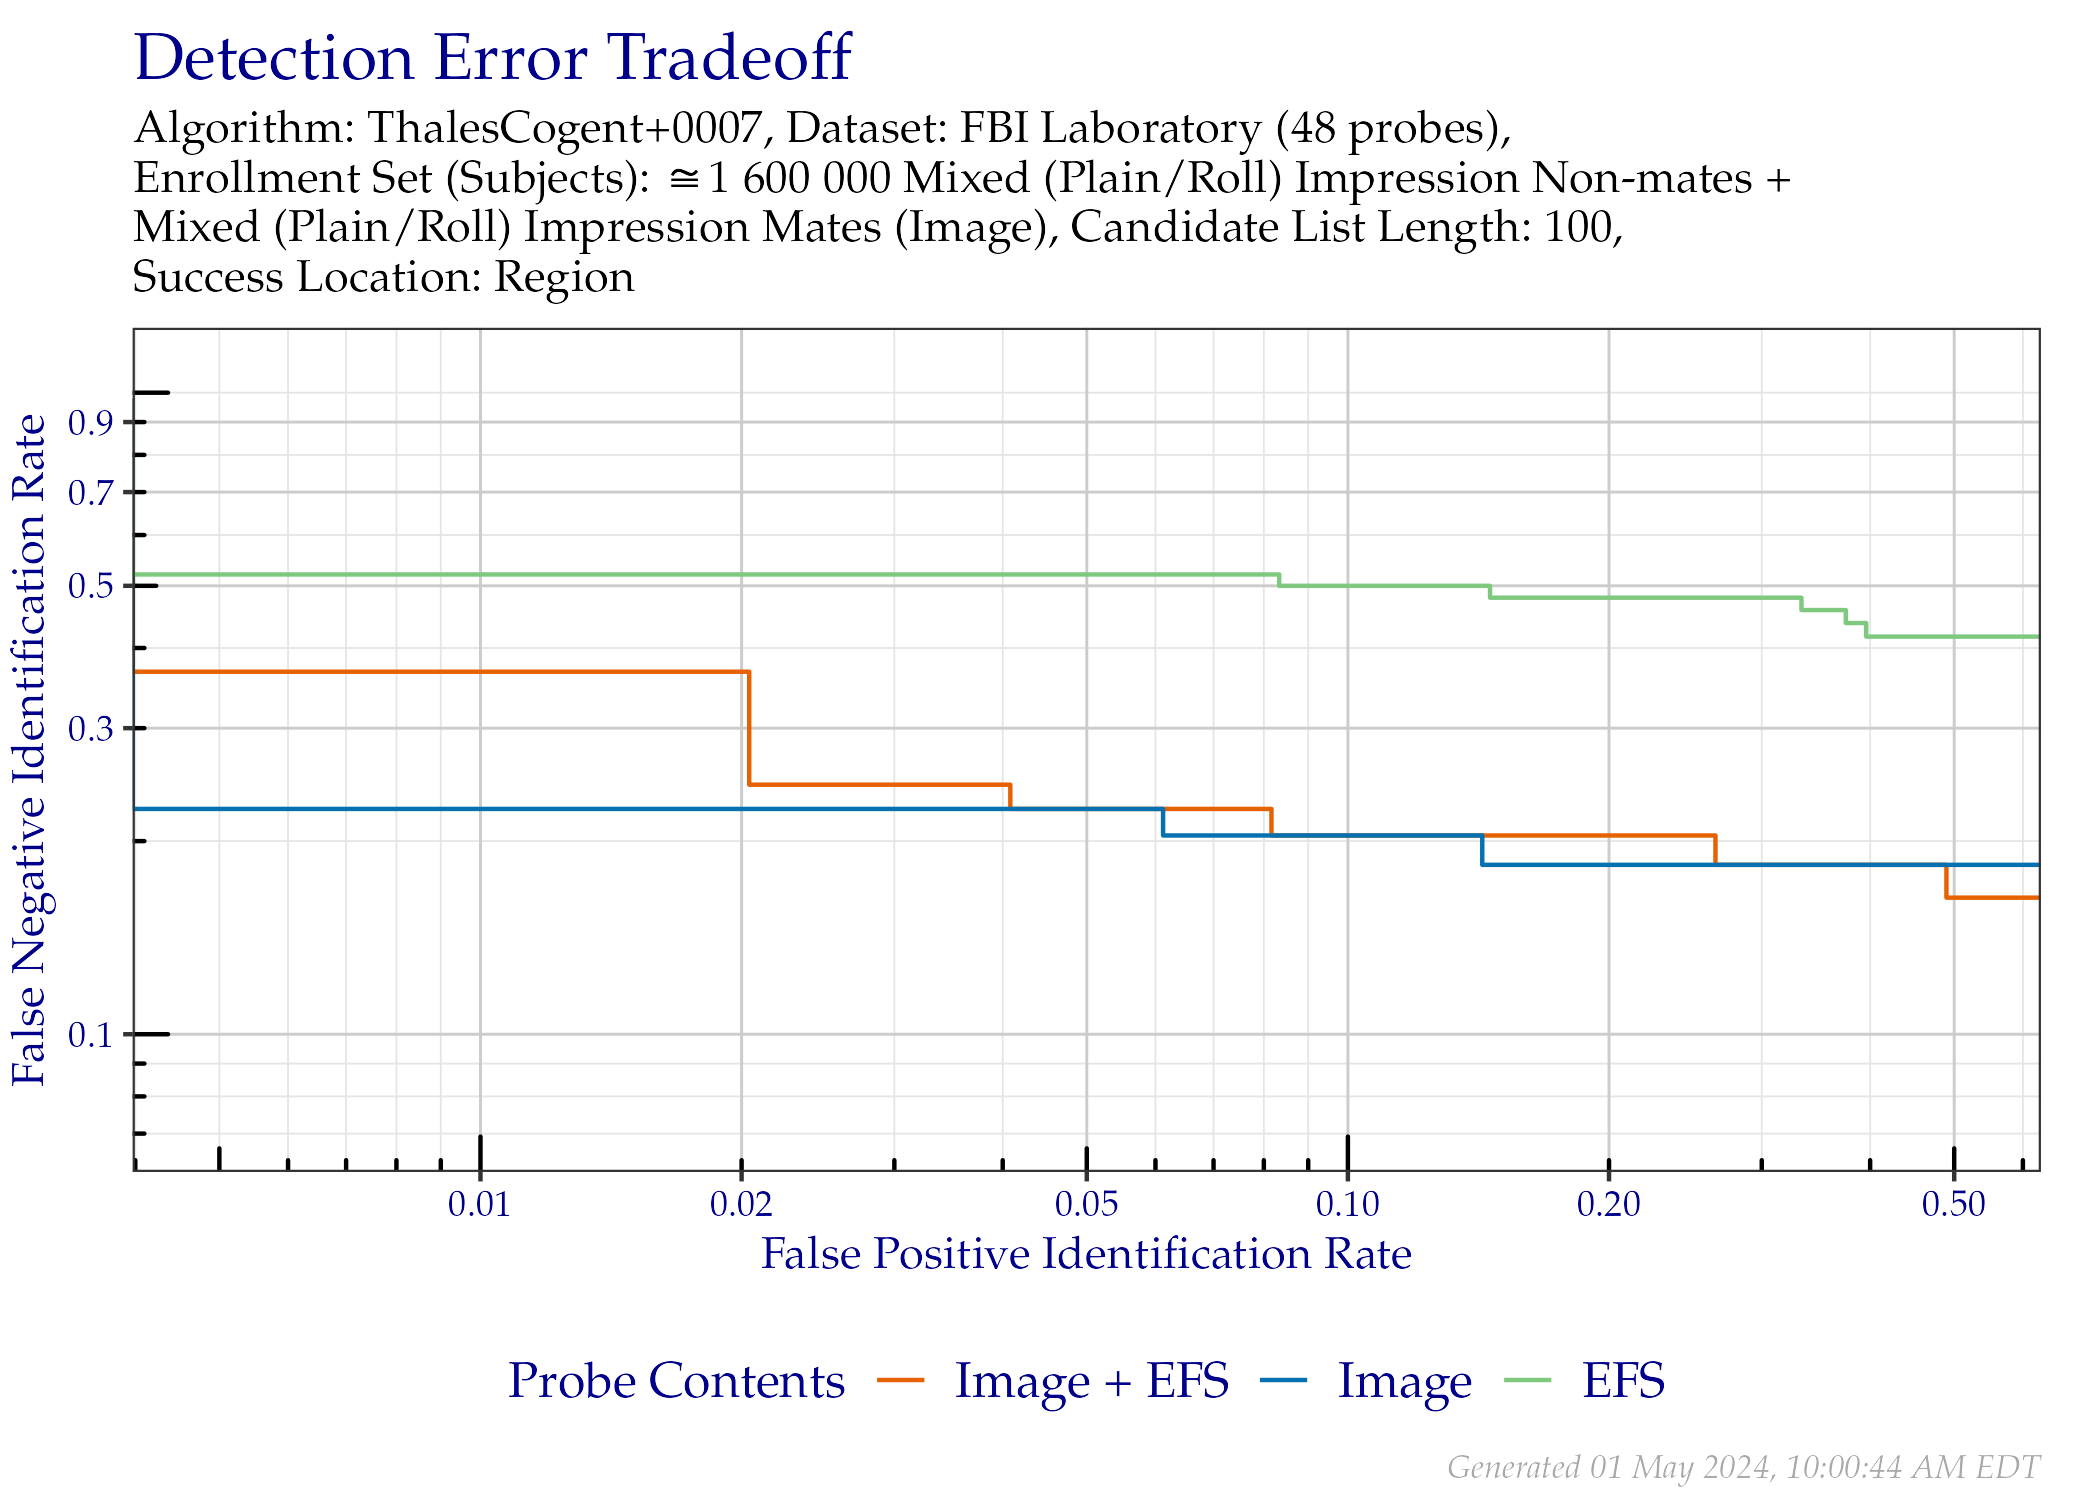 Detection Error Tradeoff
Algorithm: ThalesCogent+0007, Dataset: FBI Laboratory (48 probes),
Enrollment Set (Subjects): ≅1 600 000 Mixed (Plain/Roll) Impression Non-mates +
Mixed (Plain/Roll) Impression Mates (Image), Candidate List Length: 100,
Success Location: Region
False Negative Identification Rate
0.9
0.7
0.5
0.3
0.1
0.01 0.02 0.05 0.10 0.20 0.50
False Positive Identification Rate
Probe Contents Image + EFS Image EFS
Generated 01 May 2024, 10:00:44 AM EDT